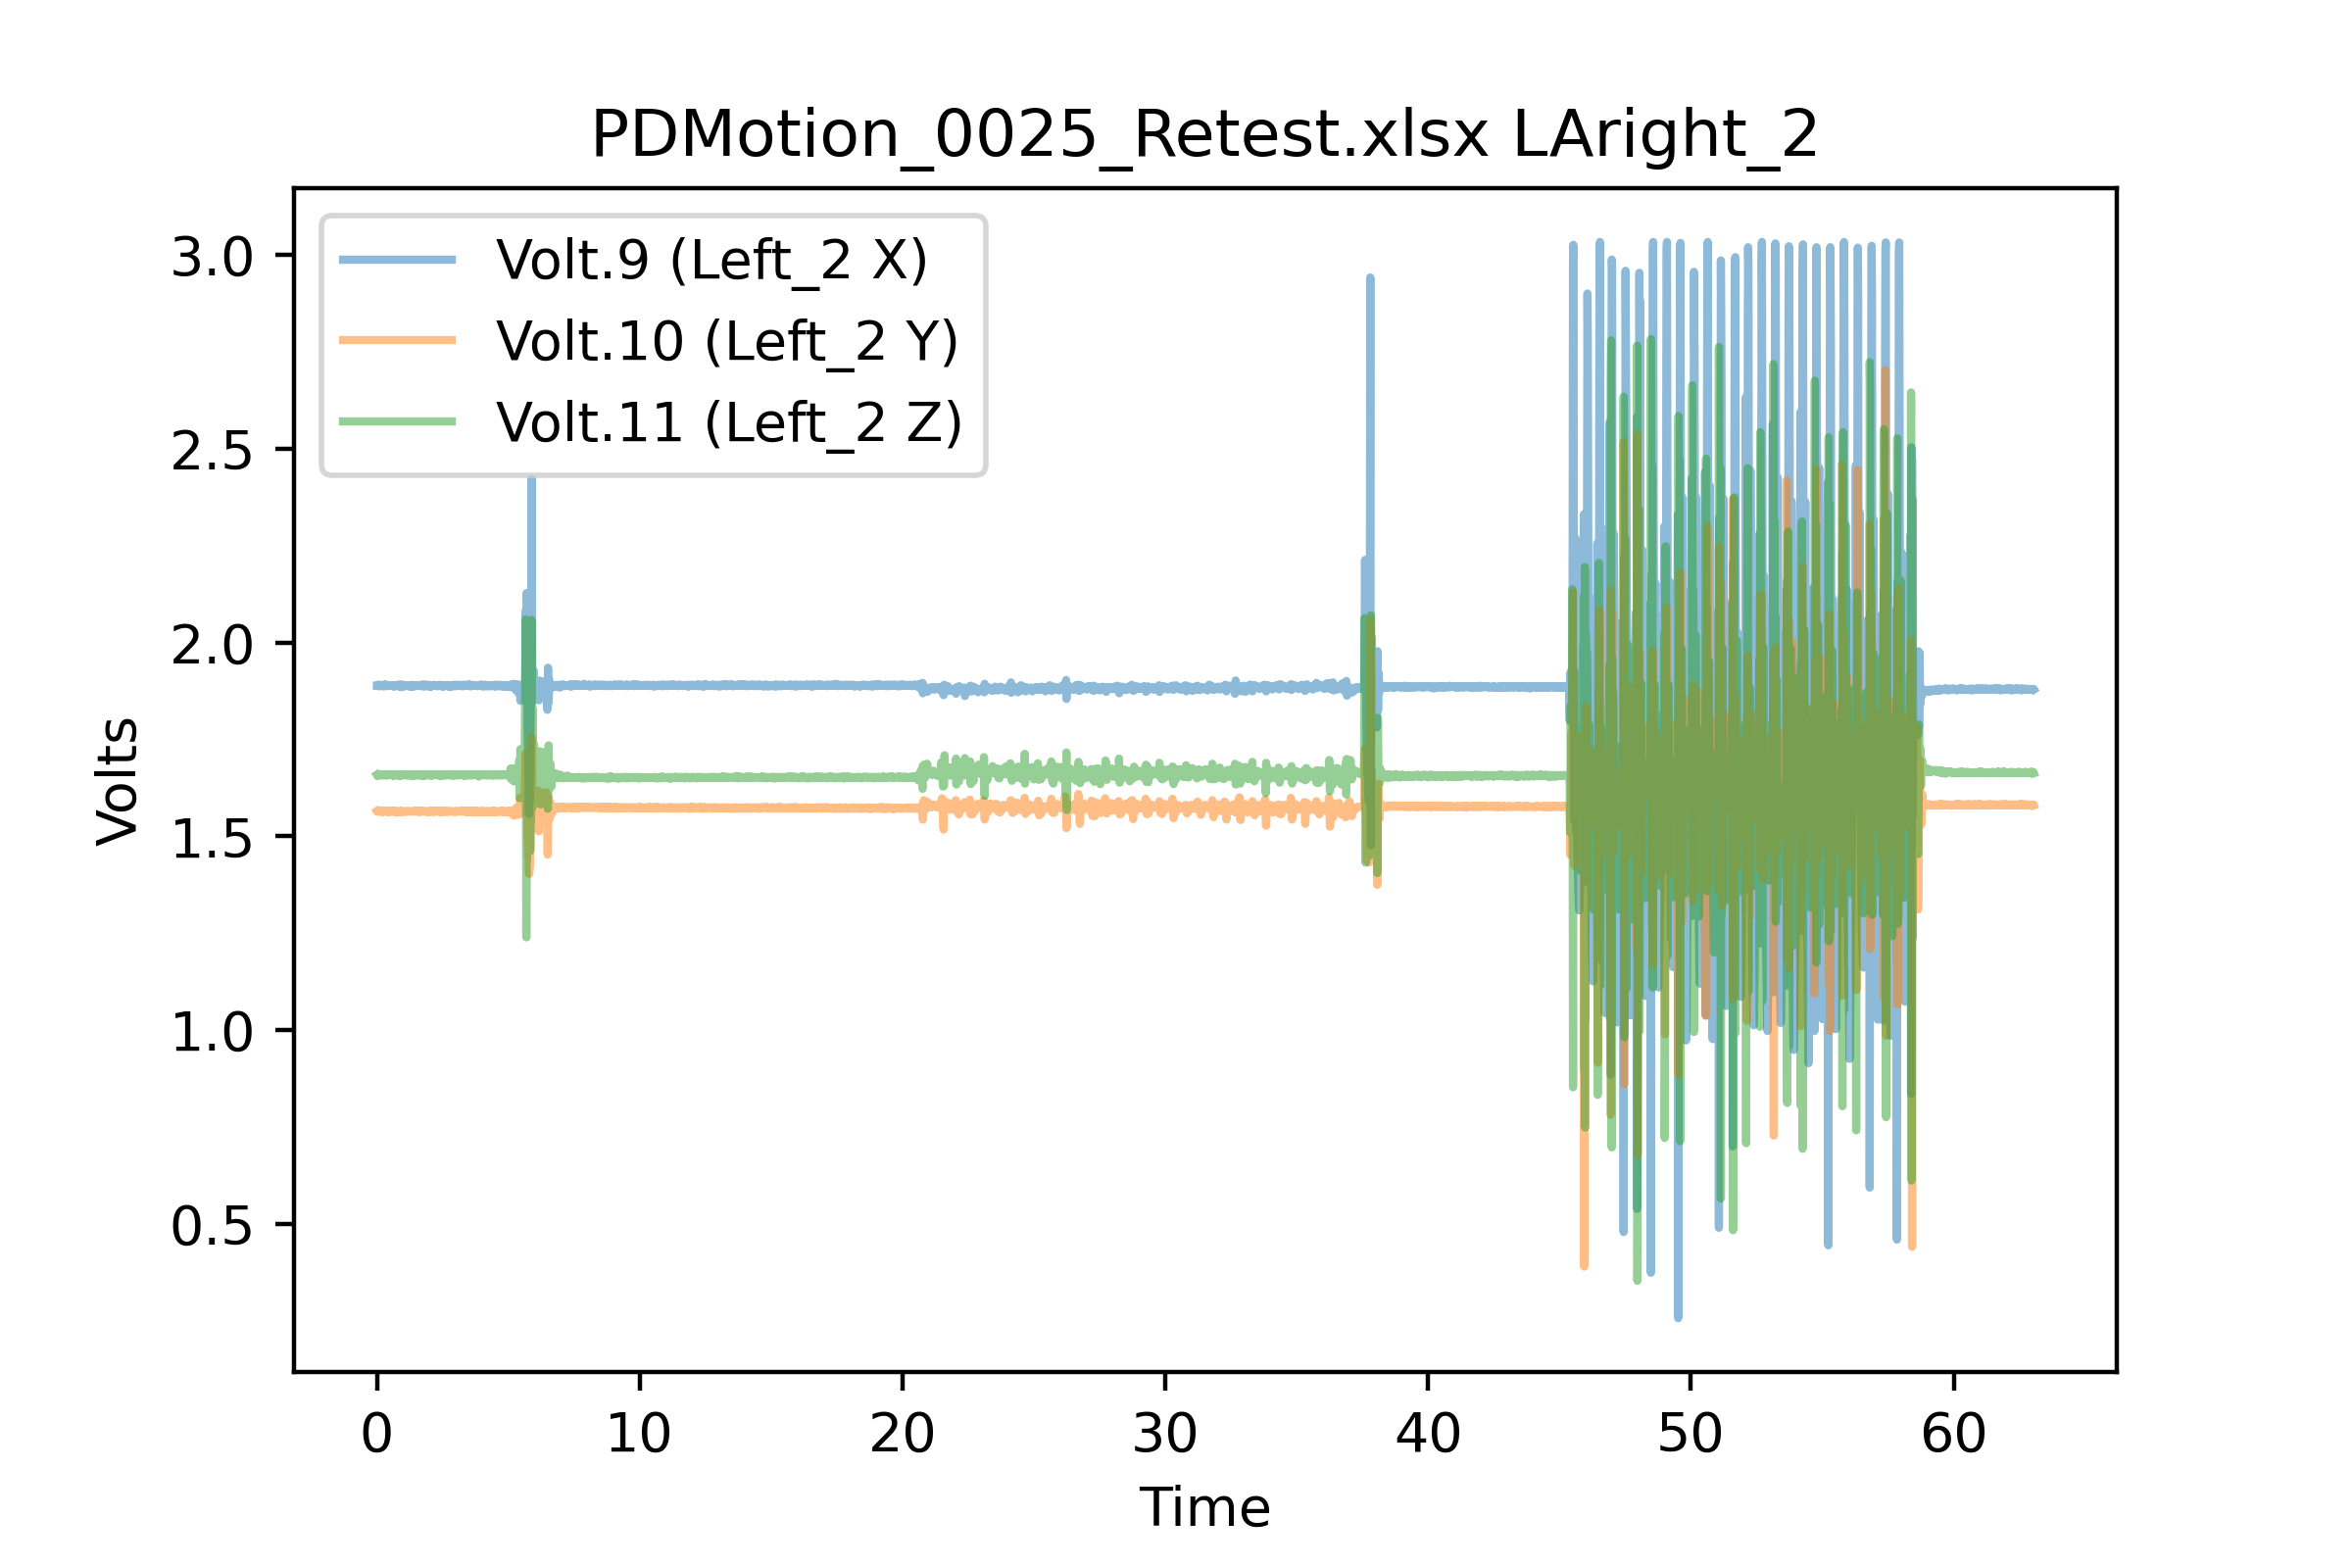 PDMotion_0025_Retest.xlsx LAright_2
Volt.9 (Left_2 X)
Volt.10 (Left_2 Y)
Volt.11 (Left_2 Z)
3.0
2.5
2.0
1.5
1.0
0.5
Volts
0 10 20 30 40 50 60
Time